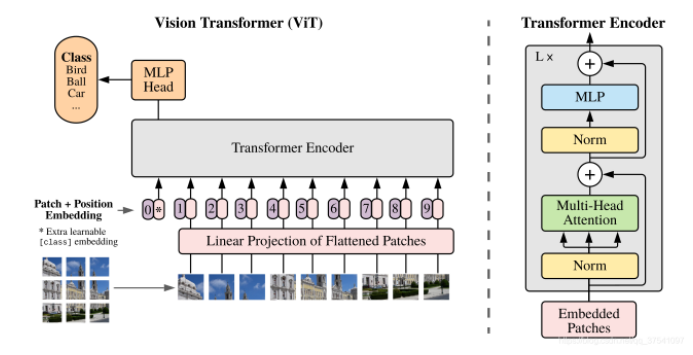 Vision Transformer (ViT)
Class
Bird
Ball
Car
...
MLP
Head
Transformer Encoder
Patch + Position
Embedding
* Extra learnable
[class] embedding
0 * 1 2 3 4 5 6 7 8 9
Linear Projection of Flattened Patches
Transformer Encoder
L x
+
MLP
Norm
+
Multi-Head
Attention
Norm
Embedded
Patches